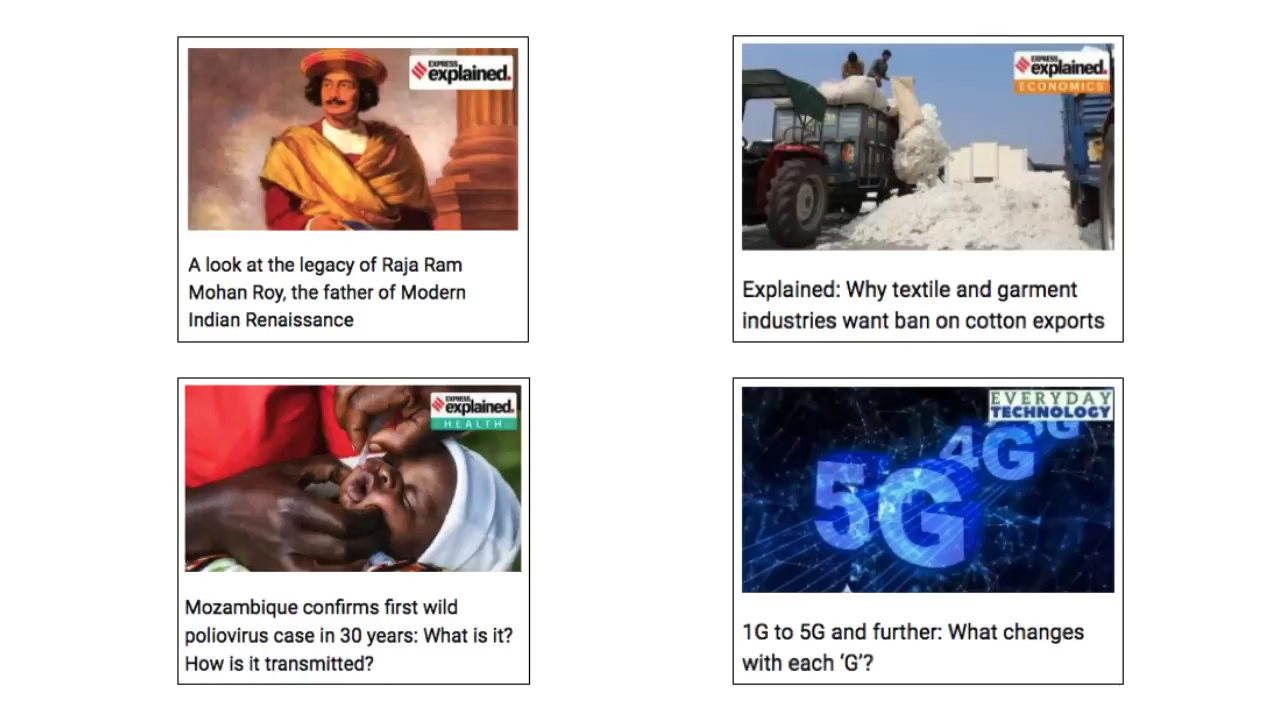 EXPRESS
explained.
A look at the legacy of Raja Ram
Mohan Roy, the father of Modern
Indian Renaissance
EXPRESS
explained.
ECONOMICS
Explained: Why textile and garment
industries want ban on cotton exports
EXPRESS
explained.
HEALTH
Mozambique confirms first wild
poliovirus case in 30 years: What is it?
How is it transmitted?
EVERYDAY
TECHNOLOGY
3G
4G
5G
1G to 5G and further: What changes
with each ‘G’?